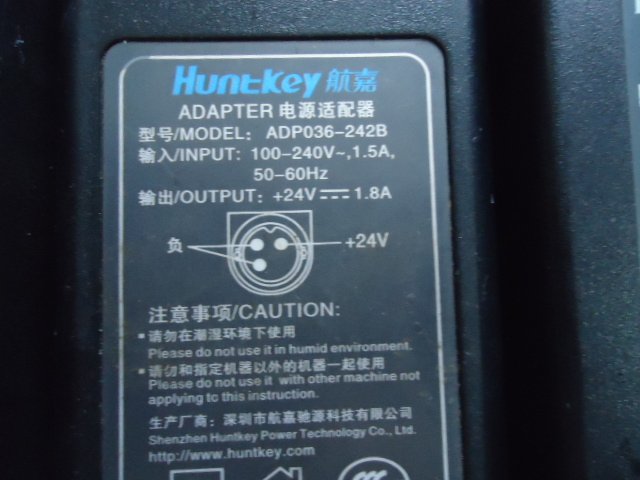 Huntkey 航嘉
ADAPTER 电源适配器
型号/MODEL: ADP036-242B
输入/INPUT: 100-240V~,1.5A,
50-60Hz
输出/OUTPUT: +24V⎓1.8A
负 +24V
注意事项/CAUTION:
▪请勿在潮湿环境下使用
Please do not use it in humid environment.
▪请勿和指定机器以外的机器一起使用
Please do not use it with other machine not
applying to this instruction.
生产厂商：深圳市航嘉驰源科技有限公司
Shenzhen Huntkey Power Technology Co., Ltd.
http://www.huntkey.com